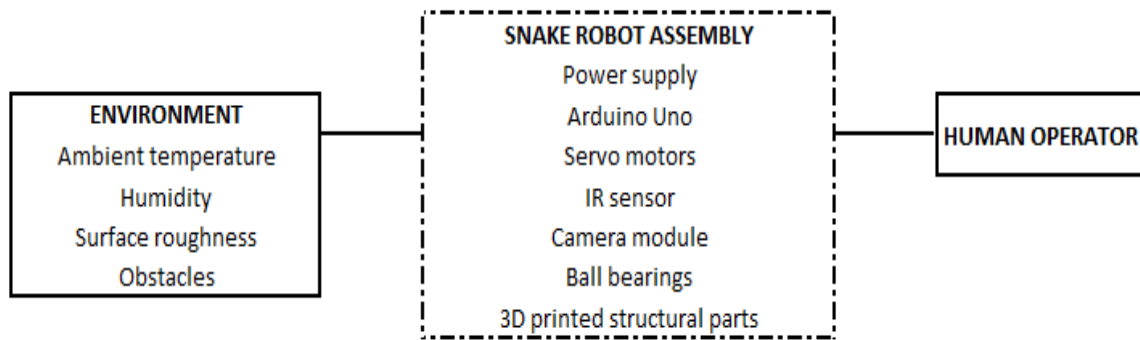 ENVIRONMENT
Ambient temperature
Humidity
Surface roughness
Obstacles
SNAKE ROBOT ASSEMBLY
Power supply
Arduino Uno
Servo motors
IR sensor
Camera module
Ball bearings
3D printed structural parts
HUMAN OPERATOR